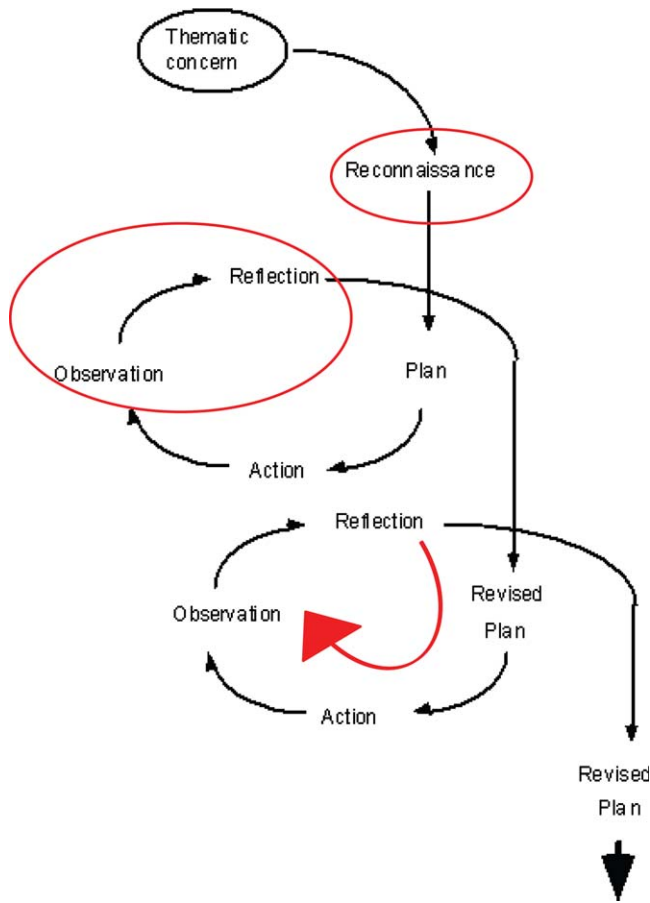 Thematic
concern
Reconnaissance
Reflection
Observation
Plan
Action
Reflection
Observation
Revised
Plan
Action
Revised
Plan